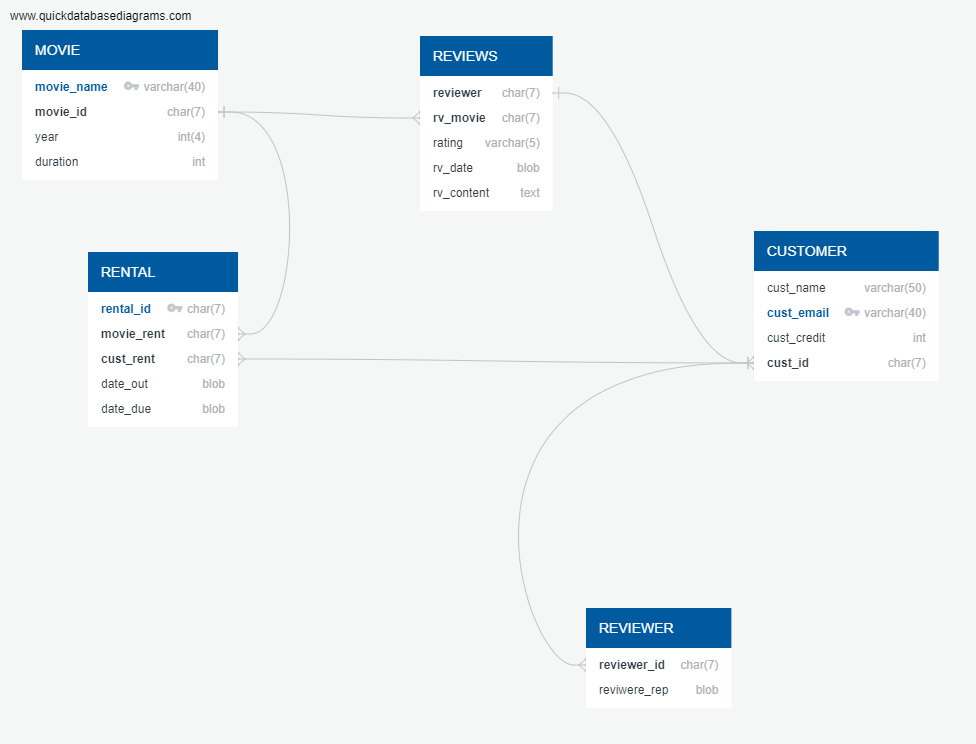 www.quickdatabasediagrams.com
MOVIE
movie_name varchar(40)
movie_id char(7)
year int(4)
duration int
REVIEWS
reviewer char(7)
rv_movie char(7)
rating varchar(5)
rv_date blob
rv_content text
RENTAL
rental_id char(7)
movie_rent char(7)
cust_rent char(7)
date_out blob
date_due blob
CUSTOMER
cust_name varchar(50)
cust_email varchar(40)
cust_credit int
cust_id char(7)
REVIEWER
reviewer_id char(7)
reviwere_rep blob